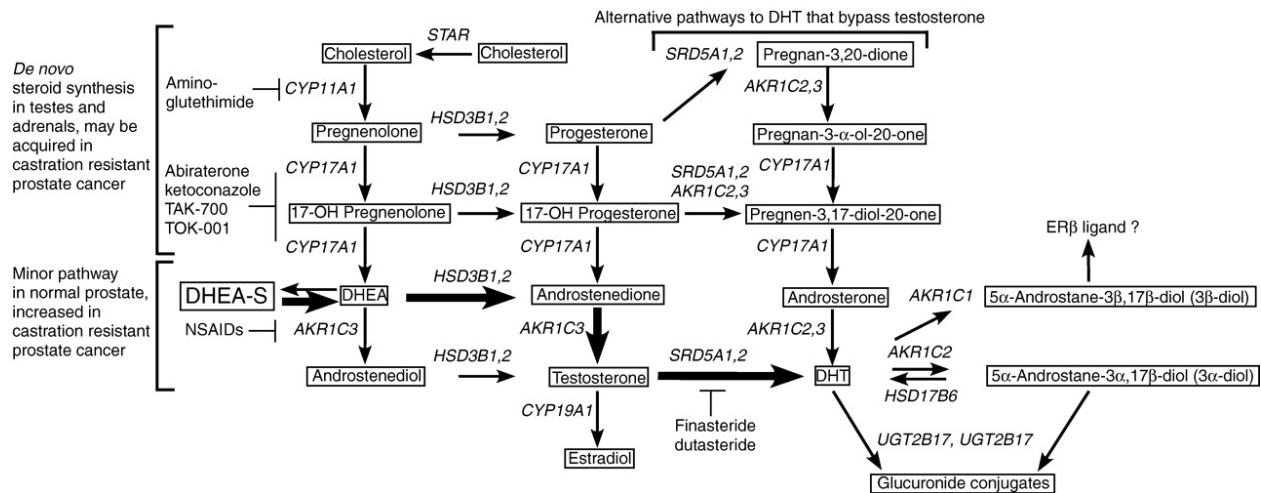 Alternative pathways to DHT that bypass testosterone
De novo
steroid synthesis
in testes and
adrenals, may be
acquired in
castration resistant
prostate cancer
Cholesterol
STAR
Cholesterol
SRD5A1,2
Pregnan-3,20-dione
Amino-
glutethimide
CYP11A1
AKR1C2,3
Pregnenolone
HSD3B1,2
Progesterone
Pregnan-3-α-ol-20-one
Abiraterone
ketoconazole
TAK-700
TOK-001
CYP17A1
CYP17A1
SRD5A1,2
AKR1C2,3
CYP17A1
17-OH Pregnenolone
HSD3B1,2
17-OH Progesterone
Pregnen-3,17-diol-20-one
CYP17A1
CYP17A1
CYP17A1
ERβ ligand ?
Minor pathway
in normal prostate,
increased in
castration resistant
prostate cancer
DHEA-S
DHEA
HSD3B1,2
Androstenedione
Androsterone
AKR1C1
5α-Androstane-3β,17β-diol (3β-diol)
NSAIDs
AKR1C3
AKR1C3
AKR1C2,3
Androstenediol
HSD3B1,2
Testosterone
SRD5A1,2
DHT
AKR1C2
HSD17B6
5α-Androstane-3α,17β-diol (3α-diol)
CYP19A1
Finasteride
dutasteride
UGT2B17, UGT2B17
Estradiol
Glucuronide conjugates